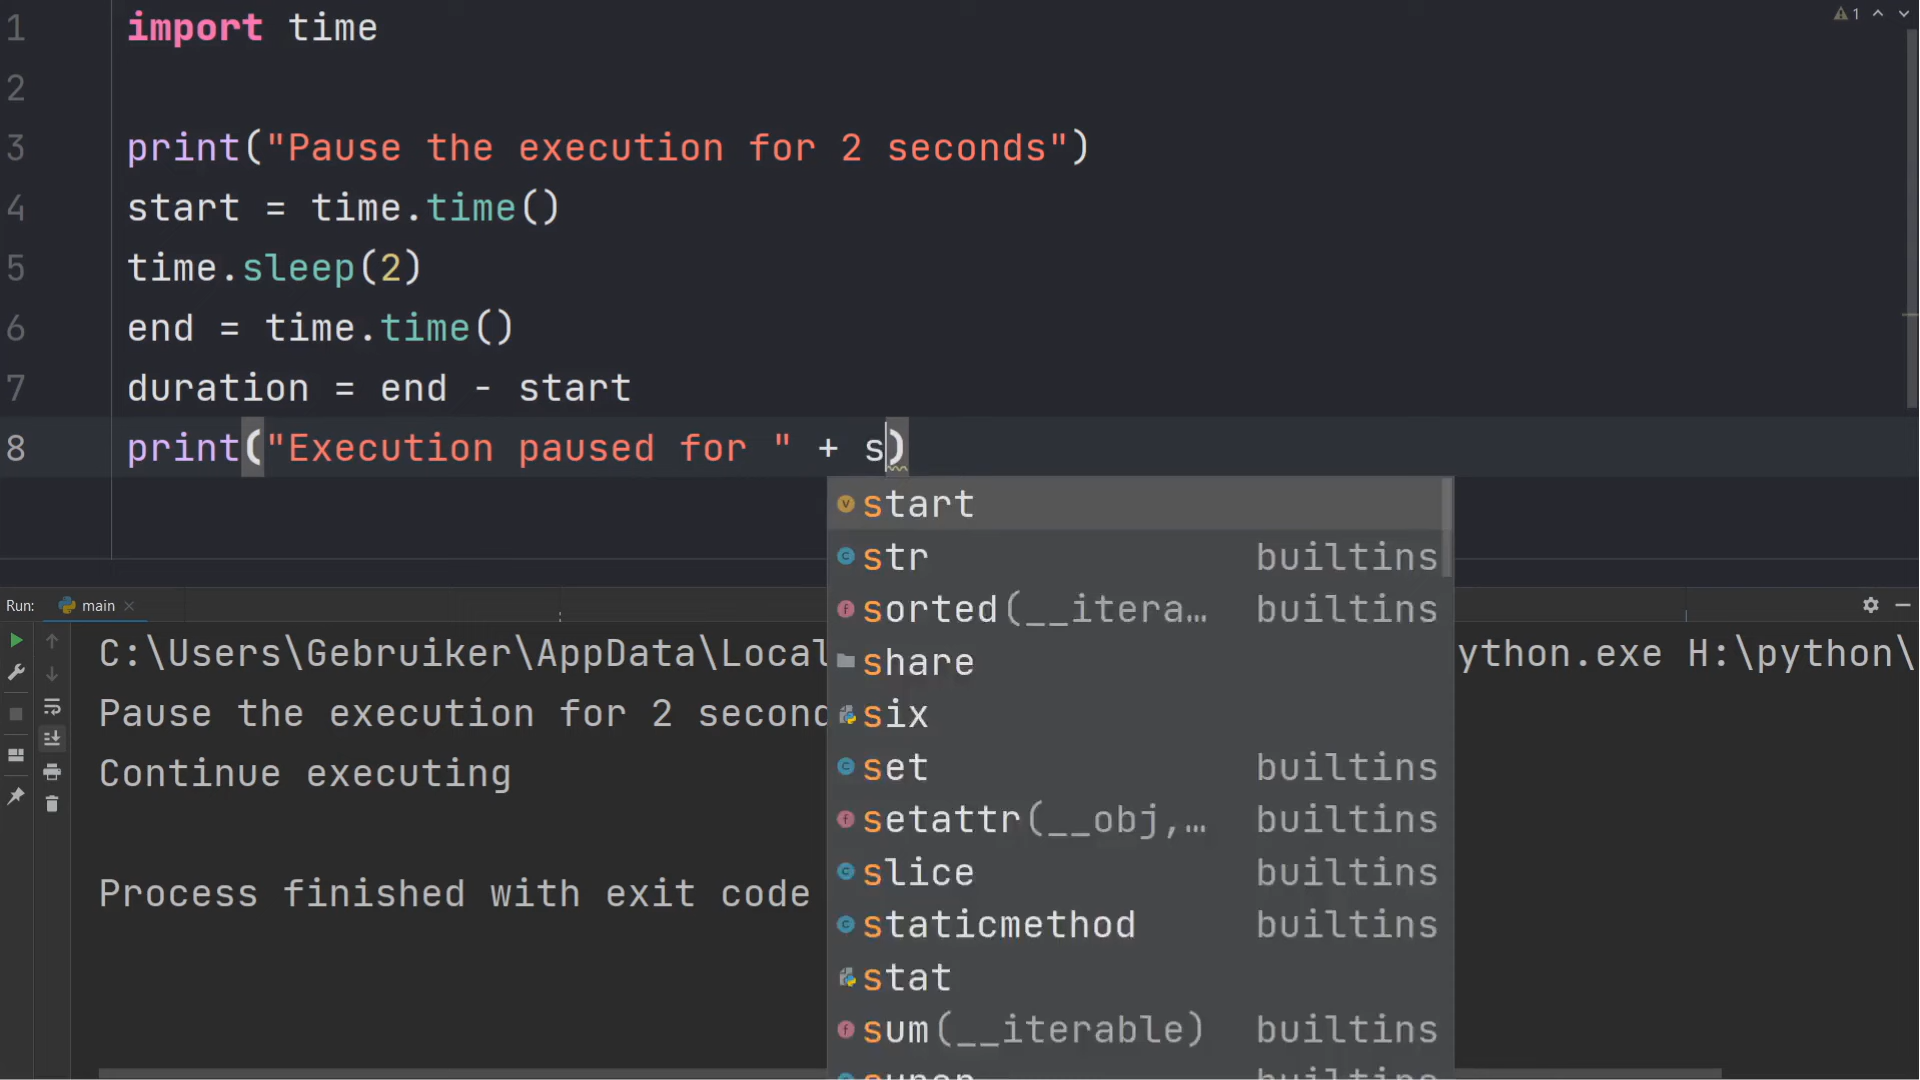 1 import time
2
3 print("Pause the execution for 2 seconds")
4 start = time.time()
5 time.sleep(2)
6 end = time.time()
7 duration = end - start
8 print("Execution paused for " + s)
1
start
str builtins
sorted(__itera… builtins
share
six
set builtins
setattr(__obj,… builtins
slice builtins
staticmethod builtins
stat
sum(__iterable) builtins
Run: main
C:\Users\Gebruiker\AppData\Local ython.exe H:\python\
Pause the execution for 2 second
Continue executing
Process finished with exit code